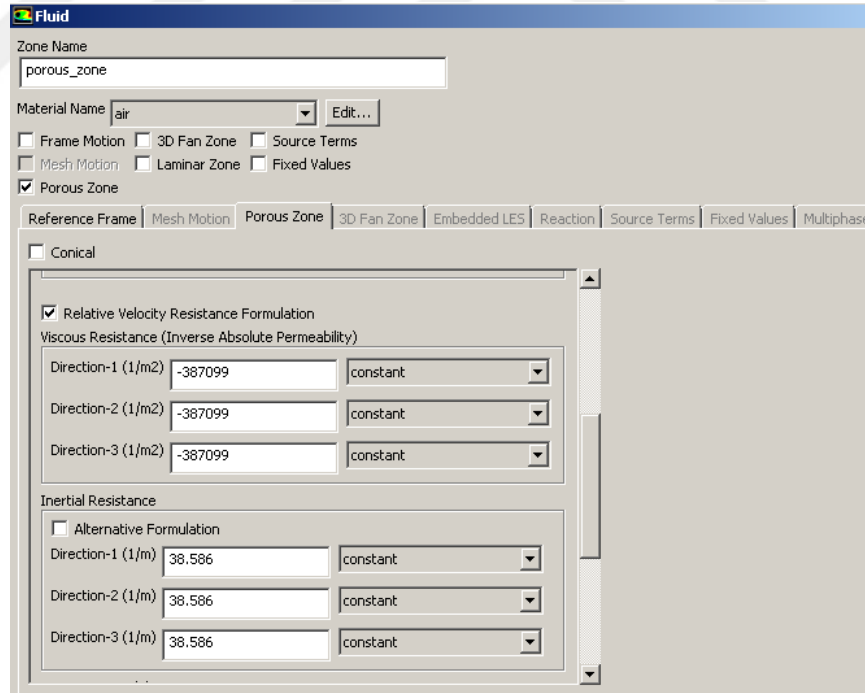 Fluid
Zone Name
porous_zone
Material Name air Edit...
Frame Motion 3D Fan Zone Source Terms
Mesh Motion Laminar Zone Fixed Values
Porous Zone
Reference Frame Mesh Motion Porous Zone 3D Fan Zone Embedded LES Reaction Source Terms Fixed Values Multiphase
Conical
Relative Velocity Resistance Formulation
Viscous Resistance (Inverse Absolute Permeability)
Direction-1 (1/m2) -387099 constant
Direction-2 (1/m2) -387099 constant
Direction-3 (1/m2) -387099 constant
Inertial Resistance
Alternative Formulation
Direction-1 (1/m) 38.586 constant
Direction-2 (1/m) 38.586 constant
Direction-3 (1/m) 38.586 constant